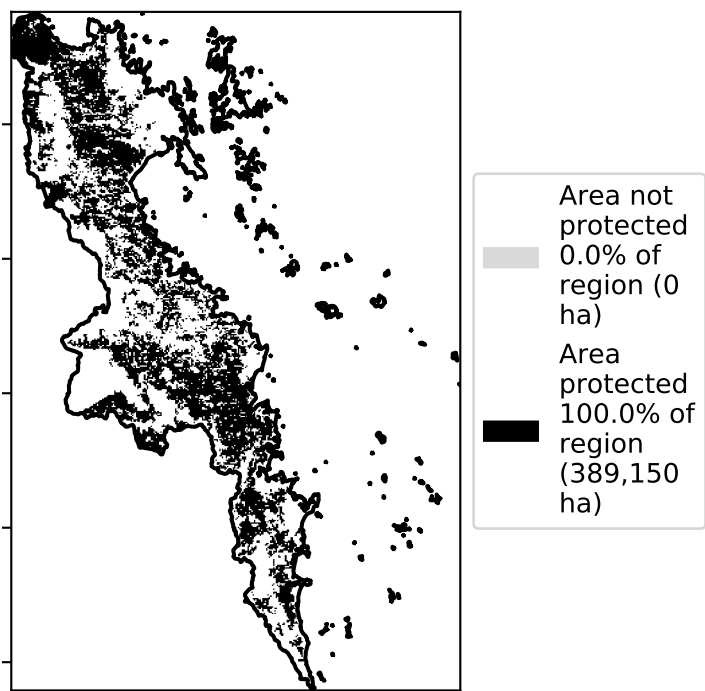 Area not
protected
0.0% of
region (0
ha)
Area
protected
100.0% of
region
(389,150
ha)